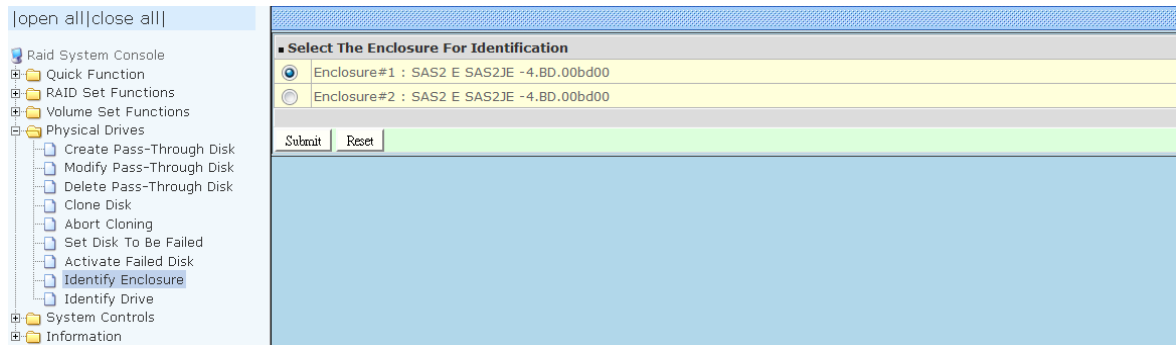 |open all|close all|
Raid System Console
Quick Function
RAID Set Functions
Volume Set Functions
Physical Drives
Create Pass-Through Disk
Modify Pass-Through Disk
Delete Pass-Through Disk
Clone Disk
Abort Cloning
Set Disk To Be Failed
Activate Failed Disk
Identify Enclosure
Identify Drive
System Controls
Information
Select The Enclosure For Identification
Enclosure#1 : SAS2 E SAS2JE -4.BD.00bd00
Enclosure#2 : SAS2 E SAS2JE -4.BD.00bd00
Submit Reset